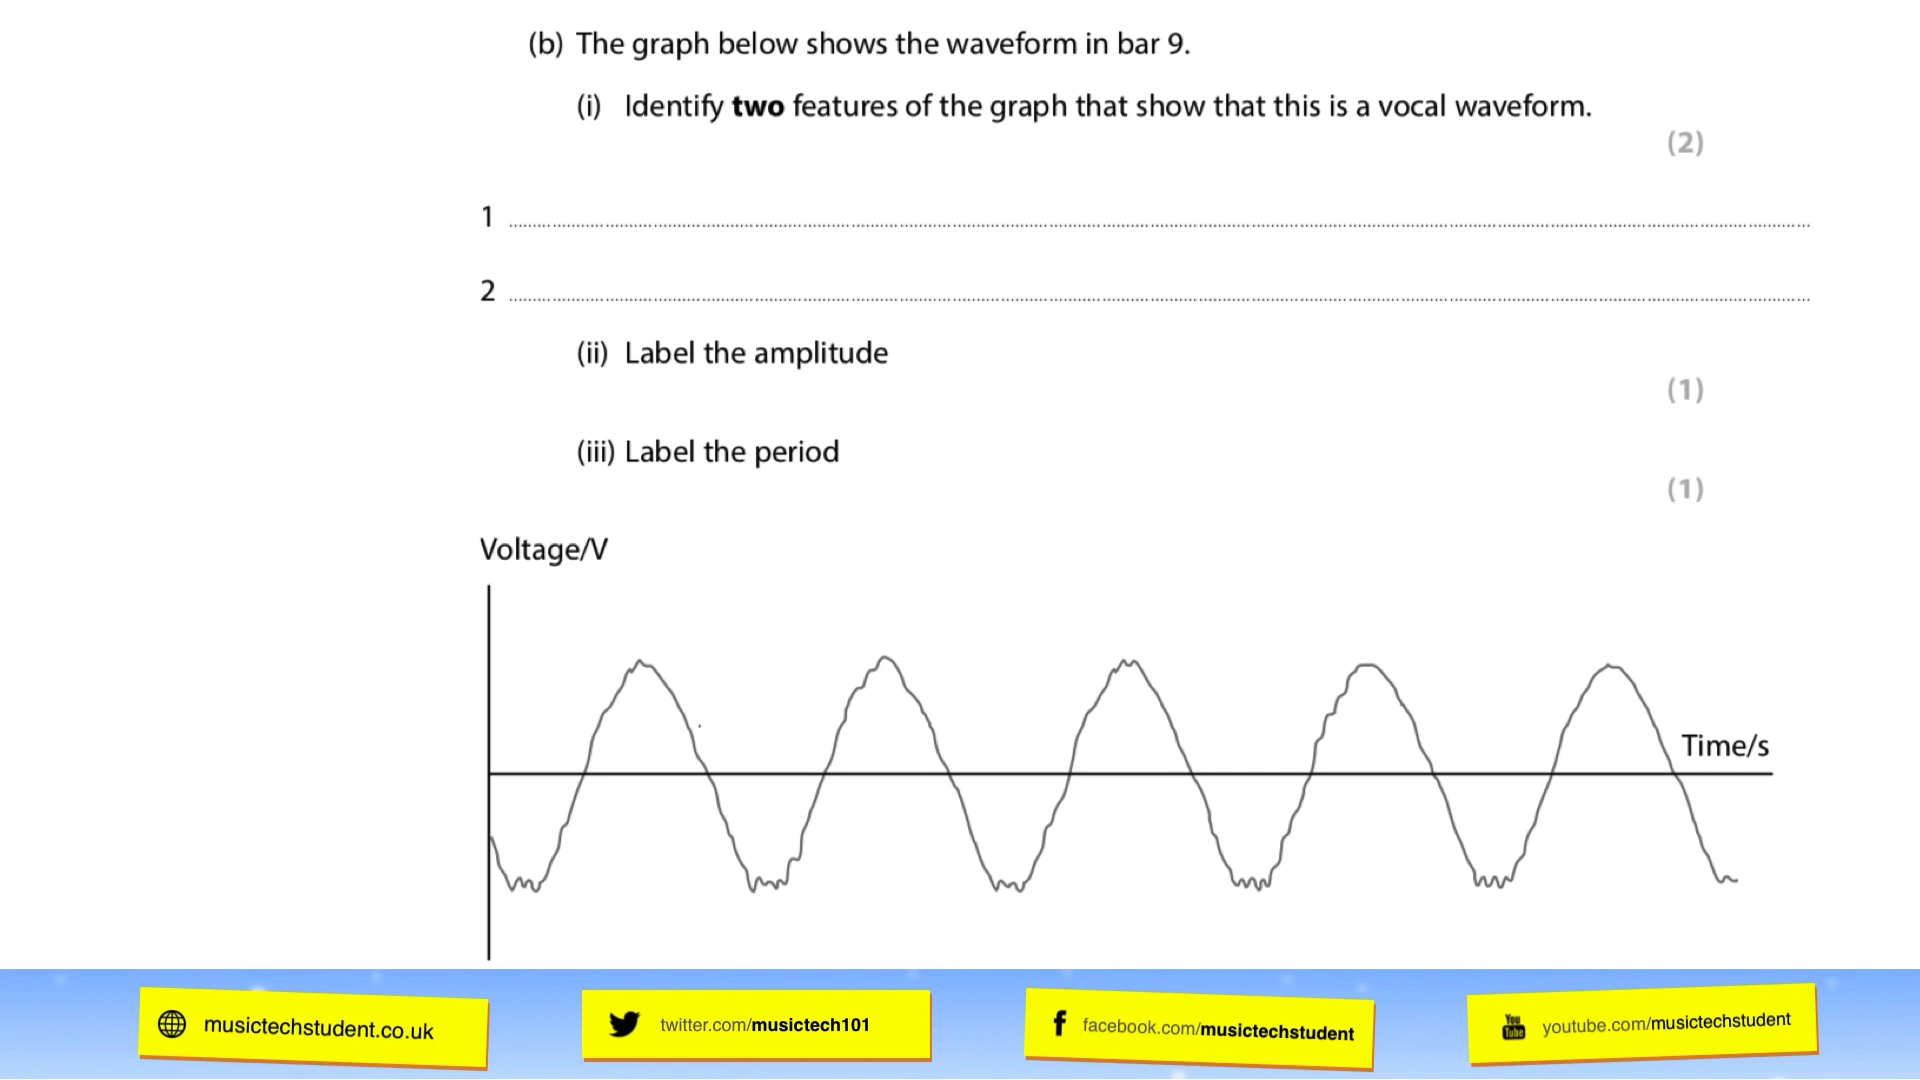 (b) The graph below shows the waveform in bar 9.
(i) Identify two features of the graph that show that this is a vocal waveform.
(2)
1
2
(ii) Label the amplitude
(1)
(iii) Label the period
(1)
Voltage/V
Time/s
musictechstudent.co.uk
twitter.com/musictech101
f facebook.com/musictechstudent
You Tube youtube.com/musictechstudent